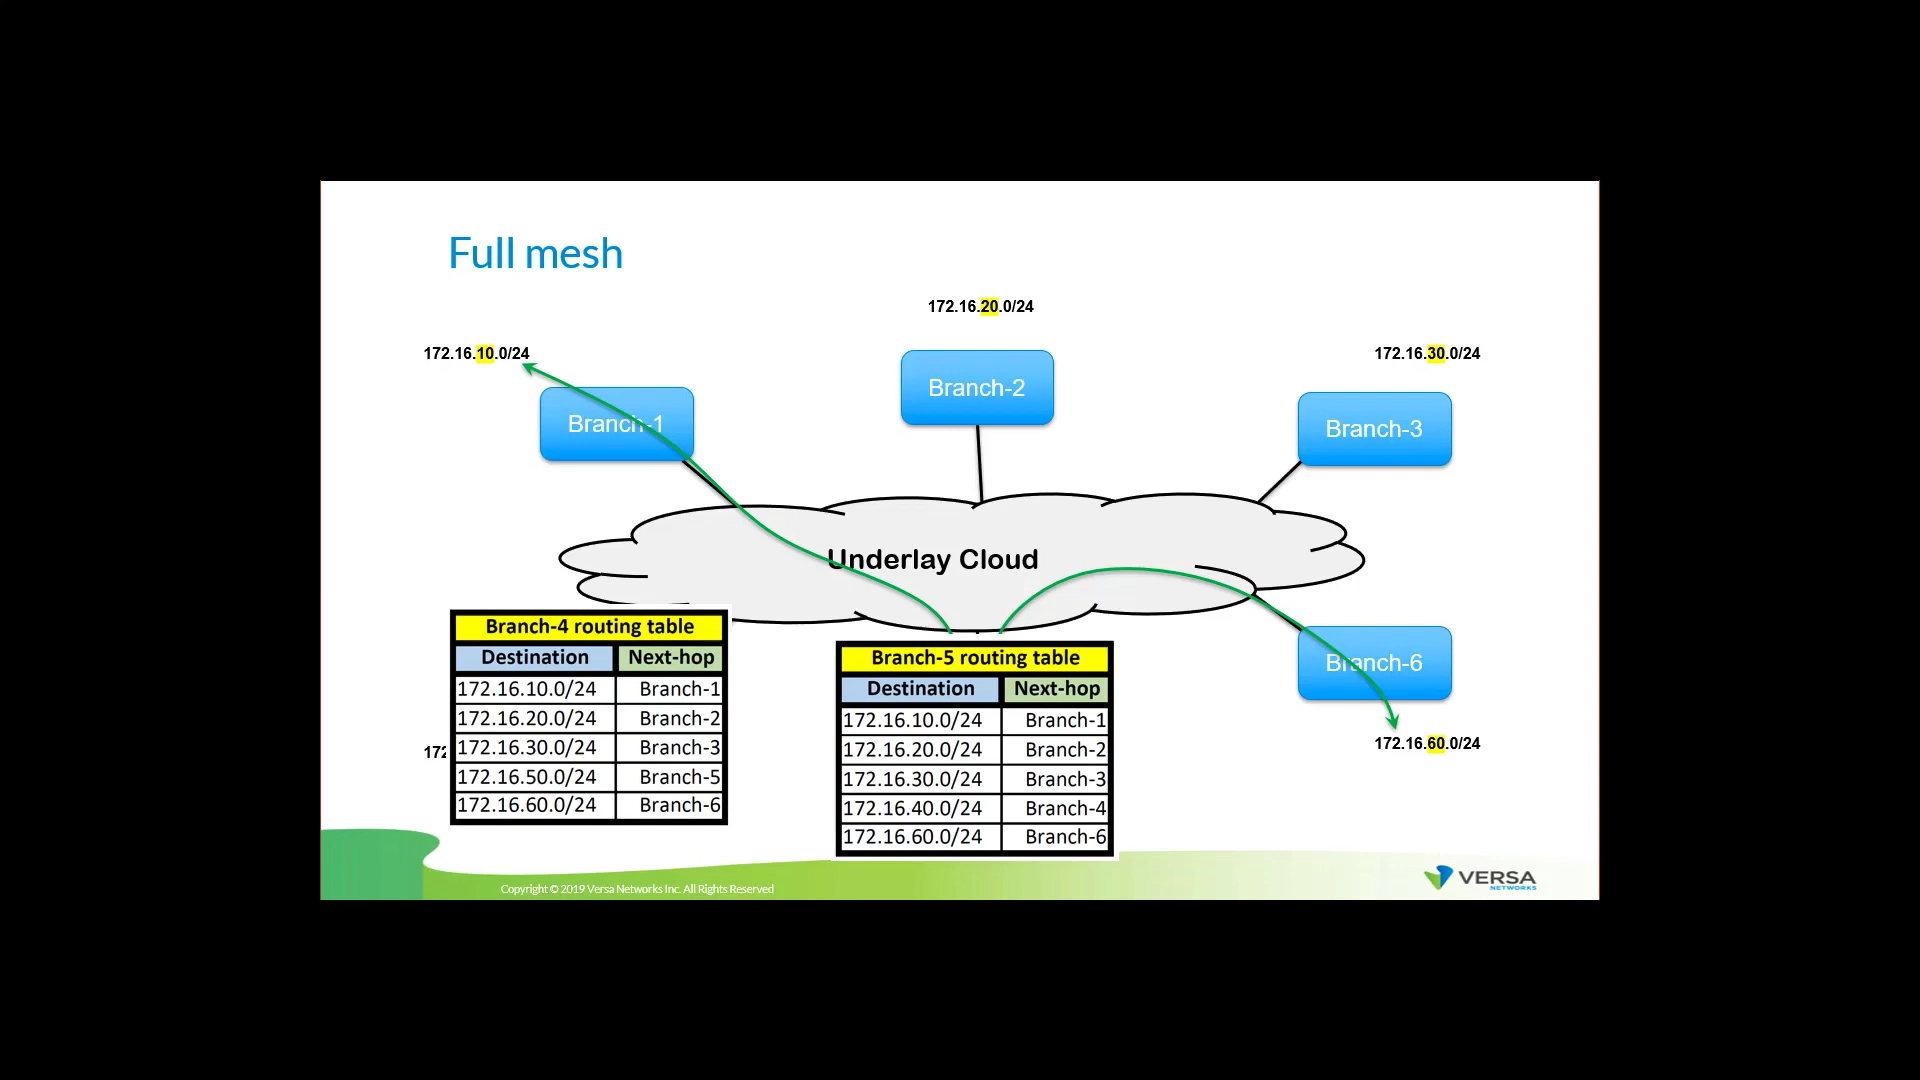 Full mesh
172.16.20.0/24
172.16.10.0/24
172.16.30.0/24
Branch-1
Branch-2
Branch-3
Underlay Cloud
Branch-4 routing table
Destination Next-hop
172.16.10.0/24 Branch-1
172.16.20.0/24 Branch-2
172.16.30.0/24 Branch-3
172.16.50.0/24 Branch-5
172.16.60.0/24 Branch-6
172
Branch-5 routing table
Destination Next-hop
172.16.10.0/24 Branch-1
172.16.20.0/24 Branch-2
172.16.30.0/24 Branch-3
172.16.40.0/24 Branch-4
172.16.60.0/24 Branch-6
Branch-6
172.16.60.0/24
Copyright © 2019 Versa Networks Inc. All Rights Reserved
VERSA
NETWORKS